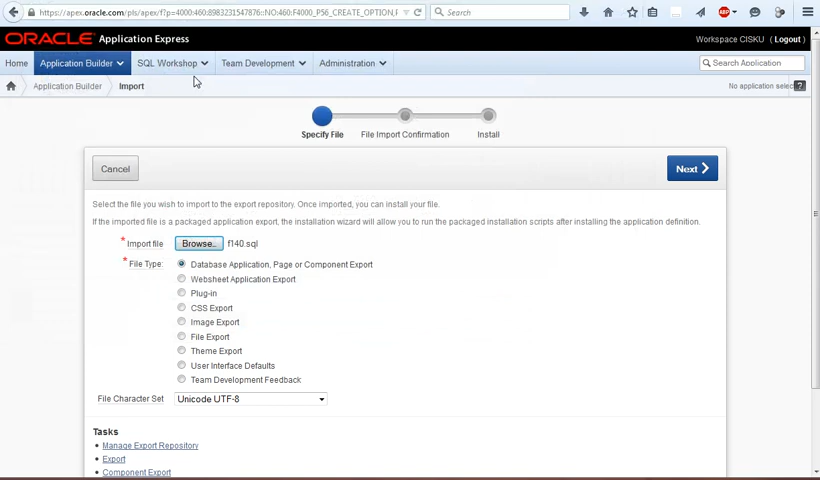 https://apex.oracle.com/pls/apex/f?p=4000:460:8983231547876::NO:460:F4000_P56_CREATE_OPTION,F
Search
ABP
ORACLE Application Express
Workspace CISKU ( Logout )
Home
Application Builder
SQL Workshop
Team Development
Administration
Search Application
Application Builder
Import
No application selec
?
Specify File
File Import Confirmation
Install
Cancel
Next
Select the file you wish to import to the export repository. Once imported, you can install your file.
If the imported file is a packaged application export, the installation wizard will allow you to run the packaged installation scripts after installing the application definition.
* Import file Browse.. f140.sql
* File Type: Database Application, Page or Component Export
Websheet Application Export
Plug-in
CSS Export
Image Export
File Export
Theme Export
User Interface Defaults
Team Development Feedback
File Character Set Unicode UTF-8
Tasks
• Manage Export Repository
• Export
• Component Export